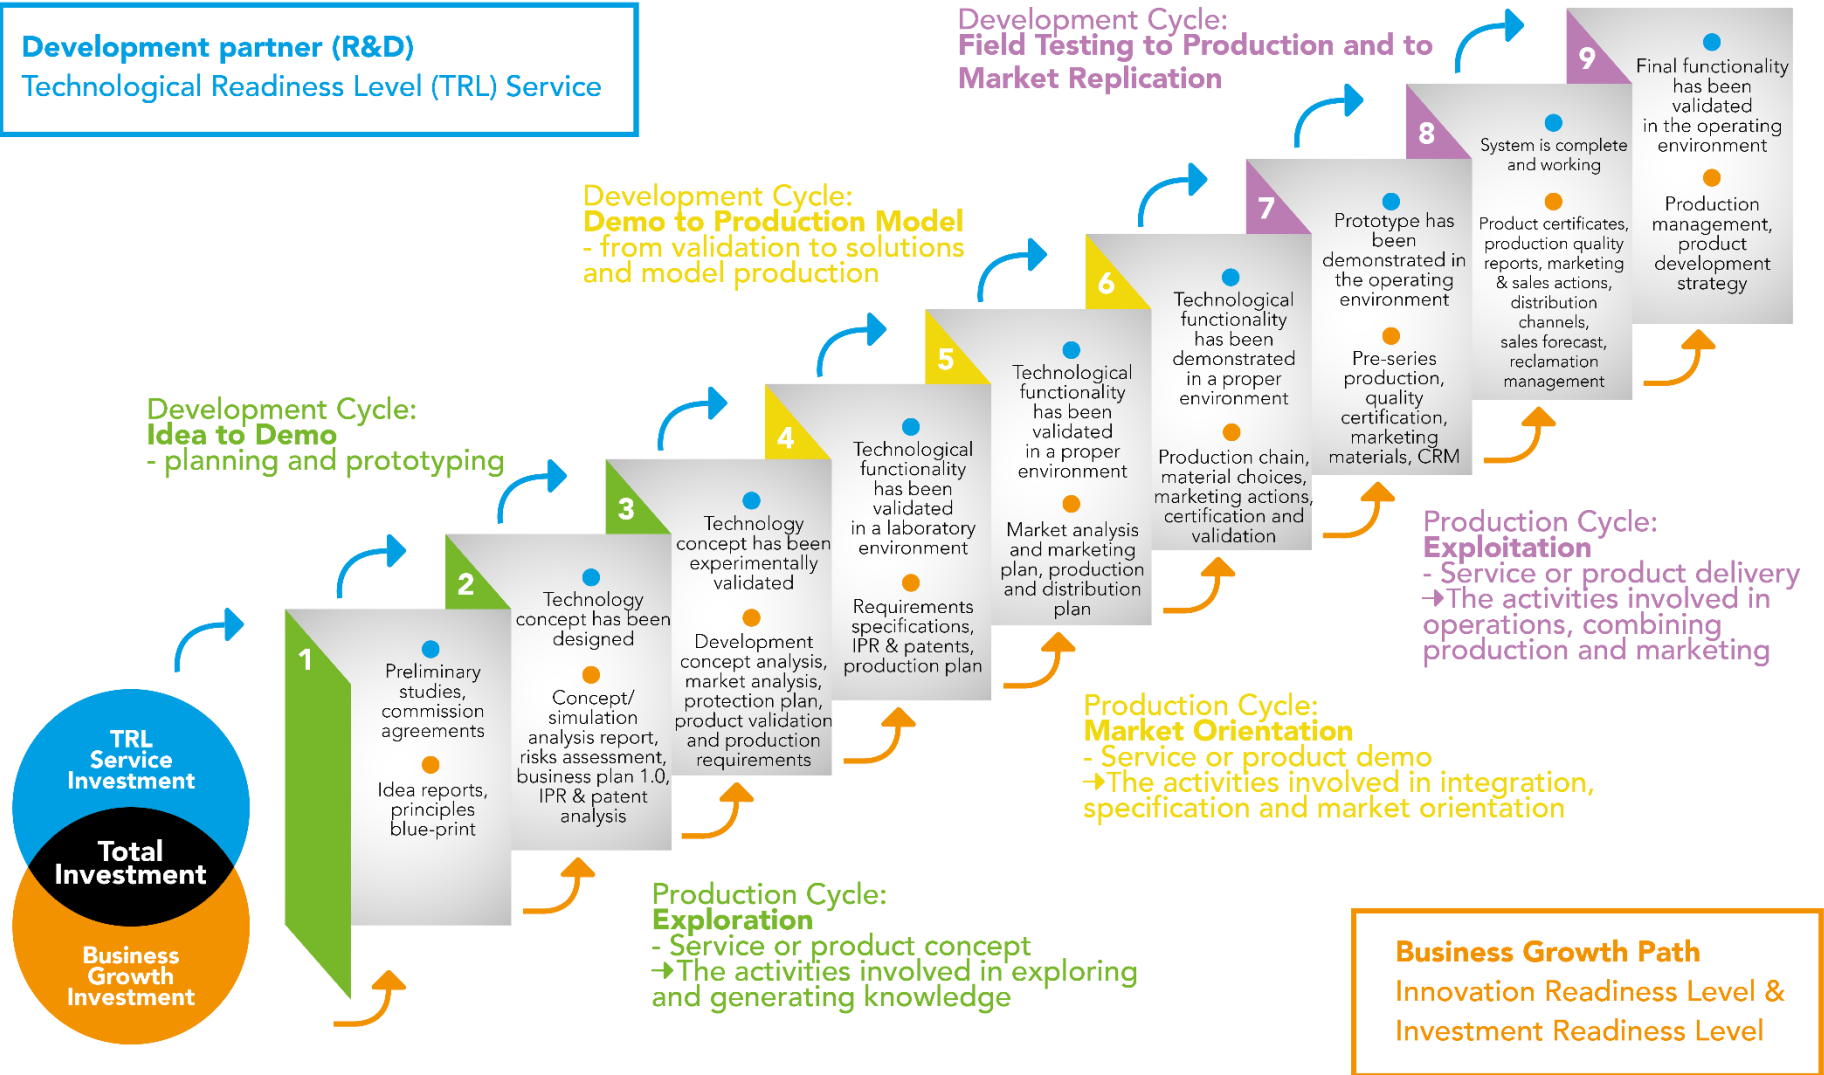 Development partner (R&D)
Technological Readiness Level (TRL) Service
Development Cycle:
Field Testing to Production and to
Market Replication
Development Cycle:
Demo to Production Model
- from validation to solutions
and model production
Development Cycle:
Idea to Demo
- planning and prototyping
TRL
Service
Investment
Total
Investment
Business
Growth
Investment
1
Preliminary
studies,
commission
agreements
Idea reports,
principles
blue-print
2
Technology
concept has been
designed
Concept/
simulation
analysis report,
risks assessment,
business plan 1.0,
IPR & patent
analysis
3
Technology
concept has been
experimentally
validated
Development
concept analysis,
market analysis,
protection plan,
product validation
and production
requirements
4
Technological
functionality
has been
validated
in a laboratory
environment
Requirements
specifications,
IPR & patents,
production plan
5
Technological
functionality
has been
validated
in a proper
environment
Market analysis
and marketing
plan, production
and distribution
plan
6
Technological
functionality
has been
demonstrated
in a proper
environment
Production chain,
material choices,
marketing actions,
certification and
validation
7
Prototype has
been
demonstrated in
the operating
environment
Pre-series
production,
quality
certification,
marketing
materials, CRM
8
System is complete
and working
Product certificates,
production quality
reports, marketing
& sales actions,
distribution
channels,
sales forecast,
reclamation
management
9
Final functionality
has been
validated
in the operating
environment
Production
management,
product
development
strategy
Production Cycle:
Exploration
- Service or product concept
➝The activities involved in exploring
and generating knowledge
Production Cycle:
Market Orientation
- Service or product demo
➝The activities involved in integration,
specification and market orientation
Production Cycle:
Exploitation
- Service or product delivery
➝The activities involved in
operations, combining
production and marketing
Business Growth Path
Innovation Readiness Level &
Investment Readiness Level